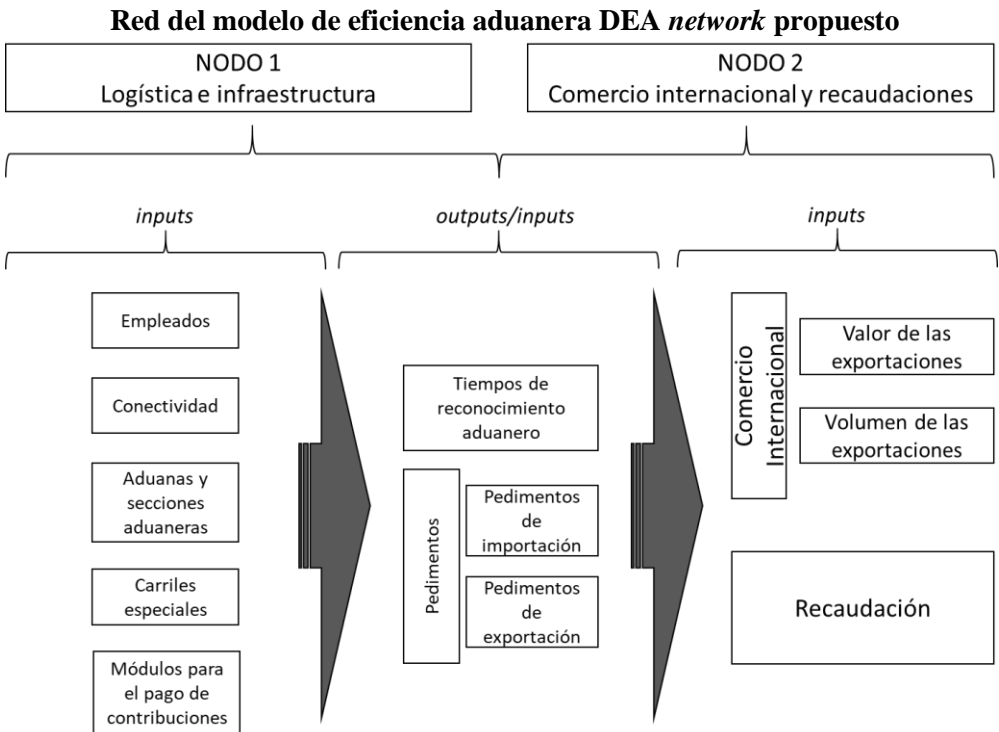 Red del modelo de eficiencia aduanera DEA network propuesto
NODO 1
Logística e infraestructura
NODO 2
Comercio internacional y recaudaciones
inputs
outputs/inputs
inputs
Empleados
Conectividad
Aduanas y
secciones
aduaneras
Carriles
especiales
Módulos para
el pago de
contribuciones
Tiempos de
reconocimiento
aduanero
Pedimentos
Pedimentos
de
importación
Pedimentos
de
exportación
Comercio
Internacional
Valor de las
exportaciones
Volumen de las
exportaciones
Recaudación